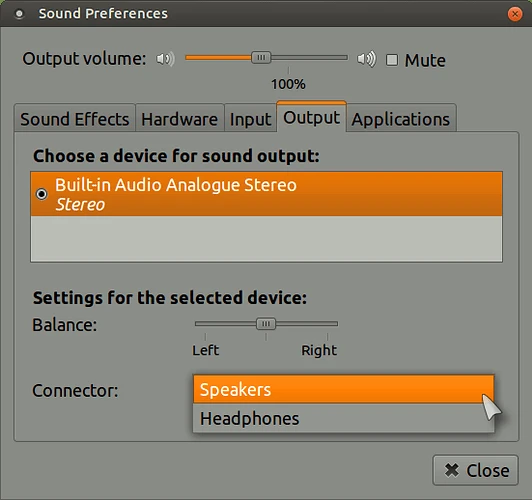 Sound Preferences
Output volume:
Mute
100%
Sound Effects Hardware Input Output Applications
Choose a device for sound output:
Built-in Audio Analogue Stereo
Stereo
Settings for the selected device:
Balance:
Left Right
Connector:
Speakers
Headphones
Close